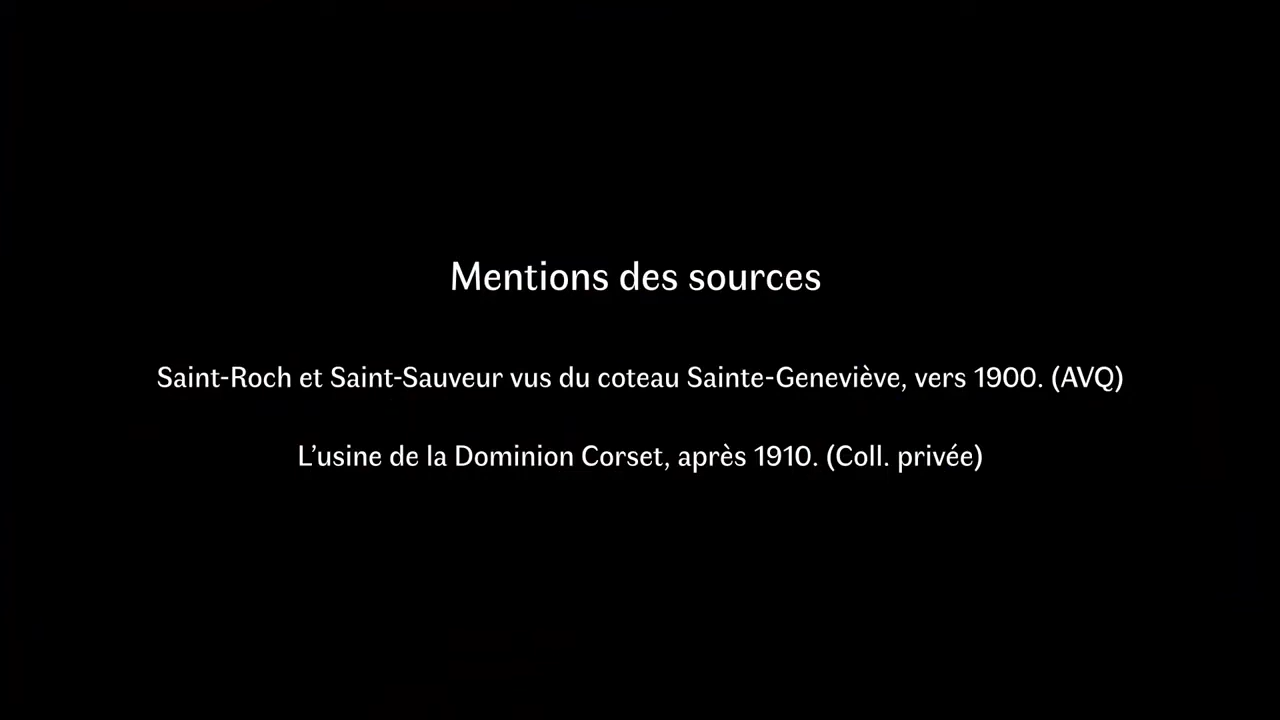 Mentions des sources
Saint-Roch et Saint-Sauveur vus du coteau Sainte-Geneviève, vers 1900. (AVQ)
L’usine de la Dominion Corset, après 1910. (Coll. privée)